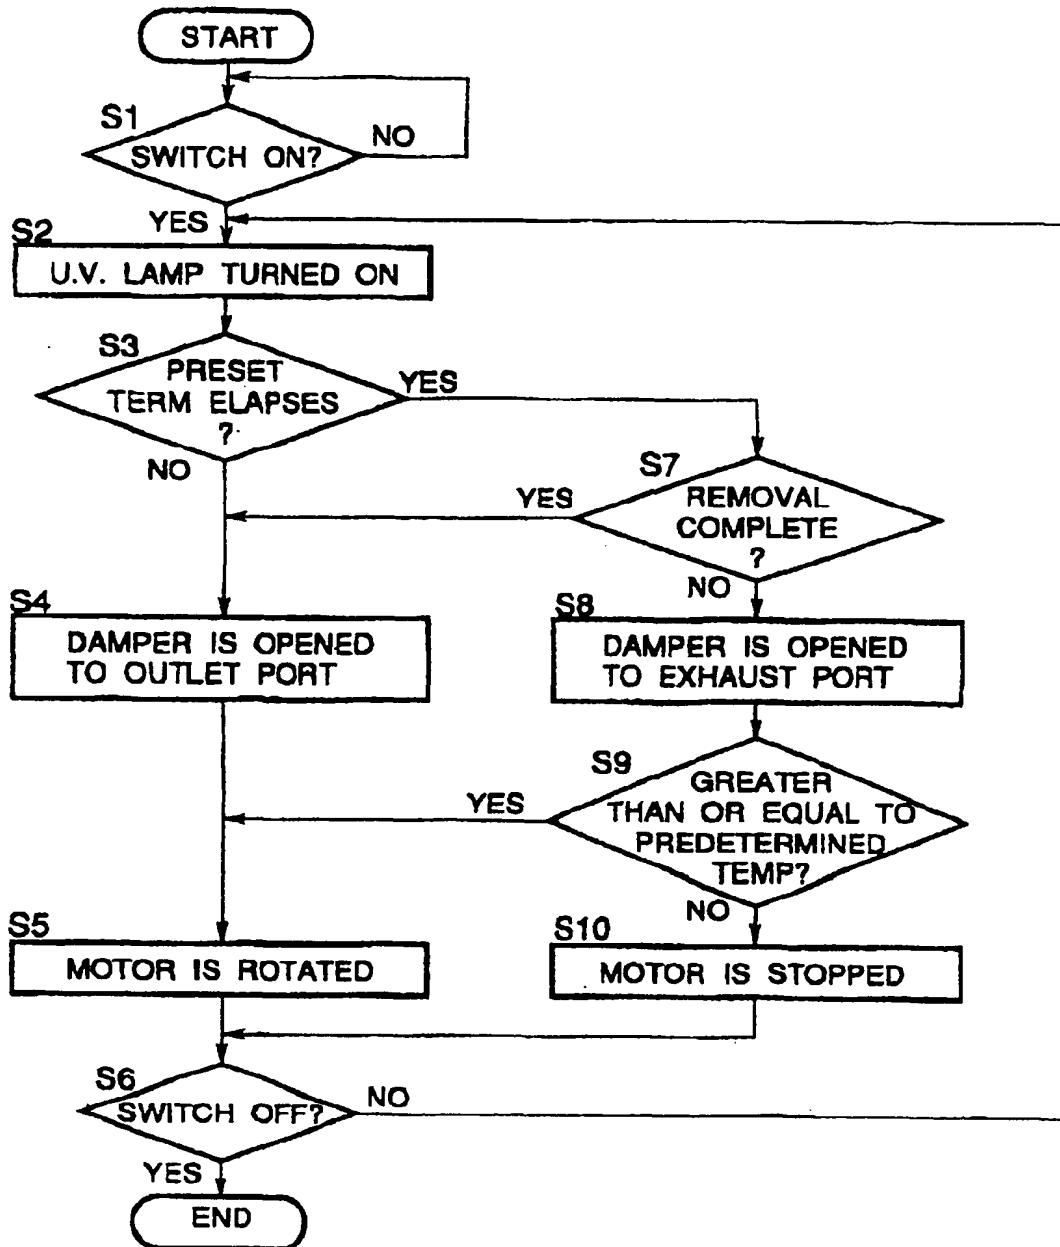 START
S1
SWITCH ON?
NO
YES
S2
U.V. LAMP TURNED ON
S3
PRESET
TERM ELAPSES
?
YES
NO
S7
REMOVAL
COMPLETE
?
YES
NO
S4
DAMPER IS OPENED
TO OUTLET PORT
S8
DAMPER IS OPENED
TO EXHAUST PORT
S9
GREATER
THAN OR EQUAL TO
PREDETERMINED
TEMP?
YES
NO
S5
MOTOR IS ROTATED
S10
MOTOR IS STOPPED
S6
SWITCH OFF?
NO
YES
END